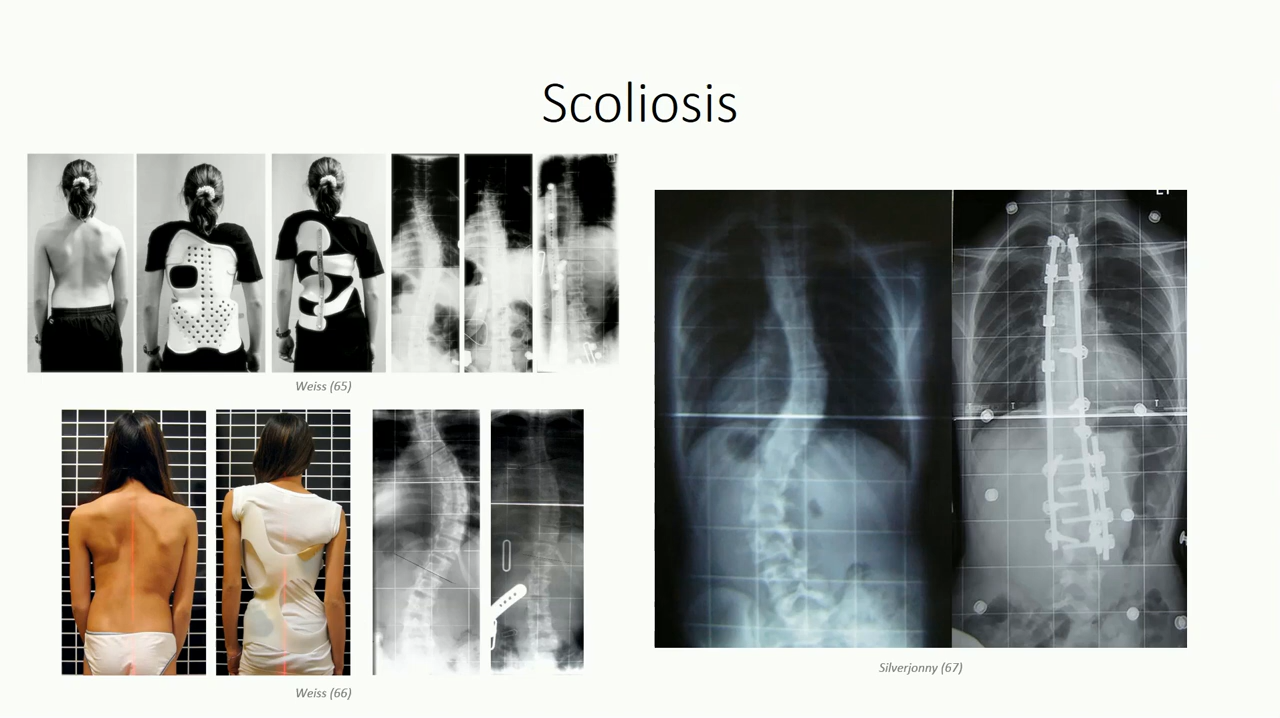 Scoliosis
Weiss (65)
Weiss (66)
T
T
T
Silverjonny (67)